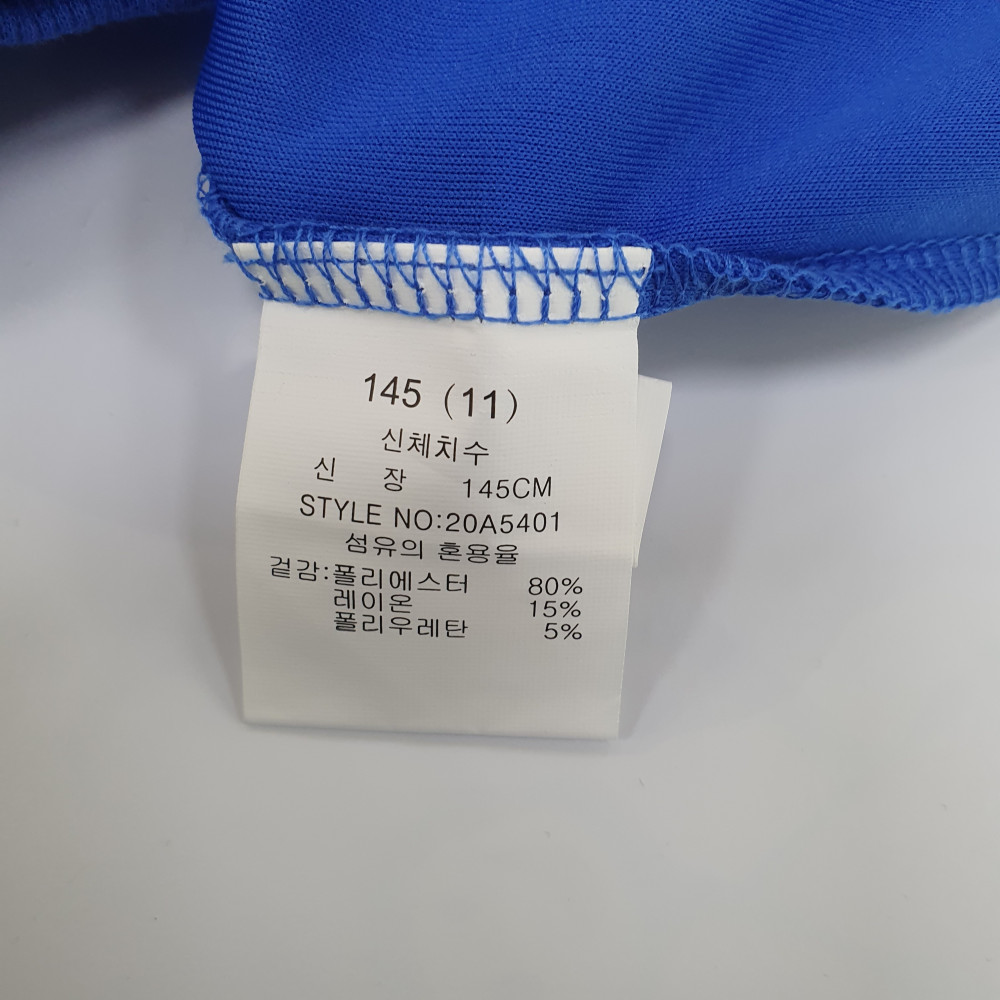 145 (11)
신체치수
신 장 145CM
STYLE NO:20A5401
섬유의 혼용율
겉감:폴리에스터 80%
레이온 15%
폴리우레탄 5%